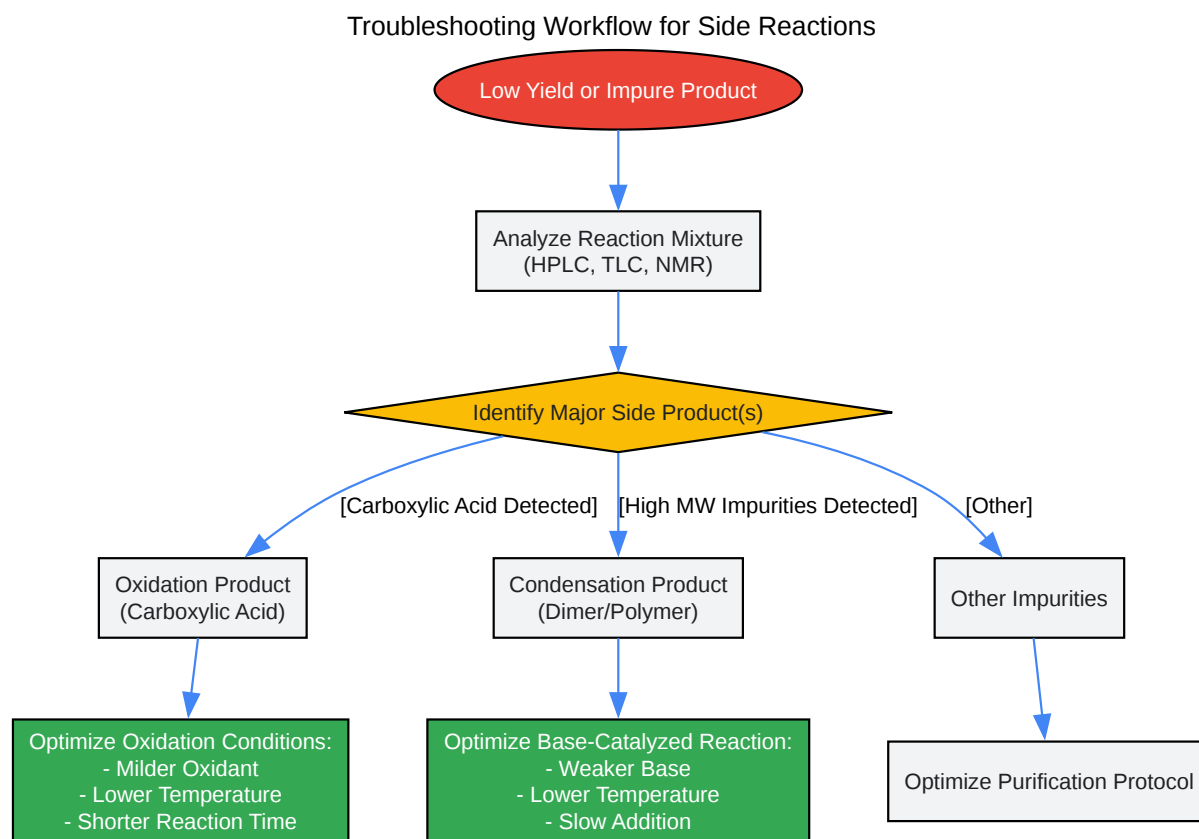 Troubleshooting Workflow for Side Reactions
Low Yield or Impure Product
Analyze Reaction Mixture
(HPLC, TLC, NMR)
Identify Major Side Product(s)
[Carboxylic Acid Detected]
[High MW Impurities Detected]
[Other]
Oxidation Product
(Carboxylic Acid)
Condensation Product
(Dimer/Polymer)
Other Impurities
Optimize Oxidation Conditions:
- Milder Oxidant
- Lower Temperature
- Shorter Reaction Time
Optimize Base-Catalyzed Reaction:
- Weaker Base
- Lower Temperature
- Slow Addition
Optimize Purification Protocol